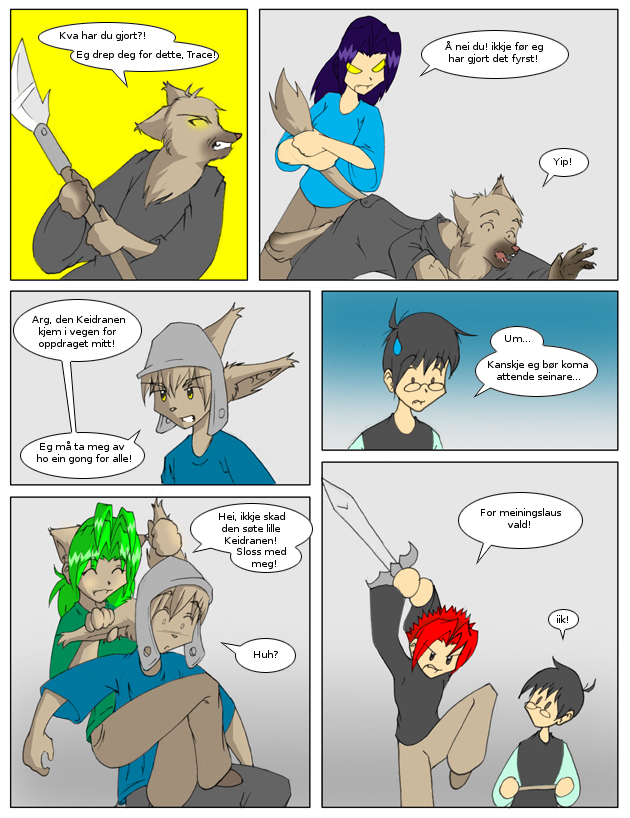 Kva har du gjort?!
Eg drep deg for dette, Trace!
Å nei du! ikkje før eg
har gjort det fyrst!
Yip!
Arg, den Keidranen
kjem i vegen for
oppdraget mitt!
Eg må ta meg av
ho ein gong for alle!
Um...
Kanskje eg bør koma
attende seinare...
Hei, ikkje skad
den søte lille
Keidranen!
Sloss med
meg!
Huh?
For meiningslaus
vald!
iik!